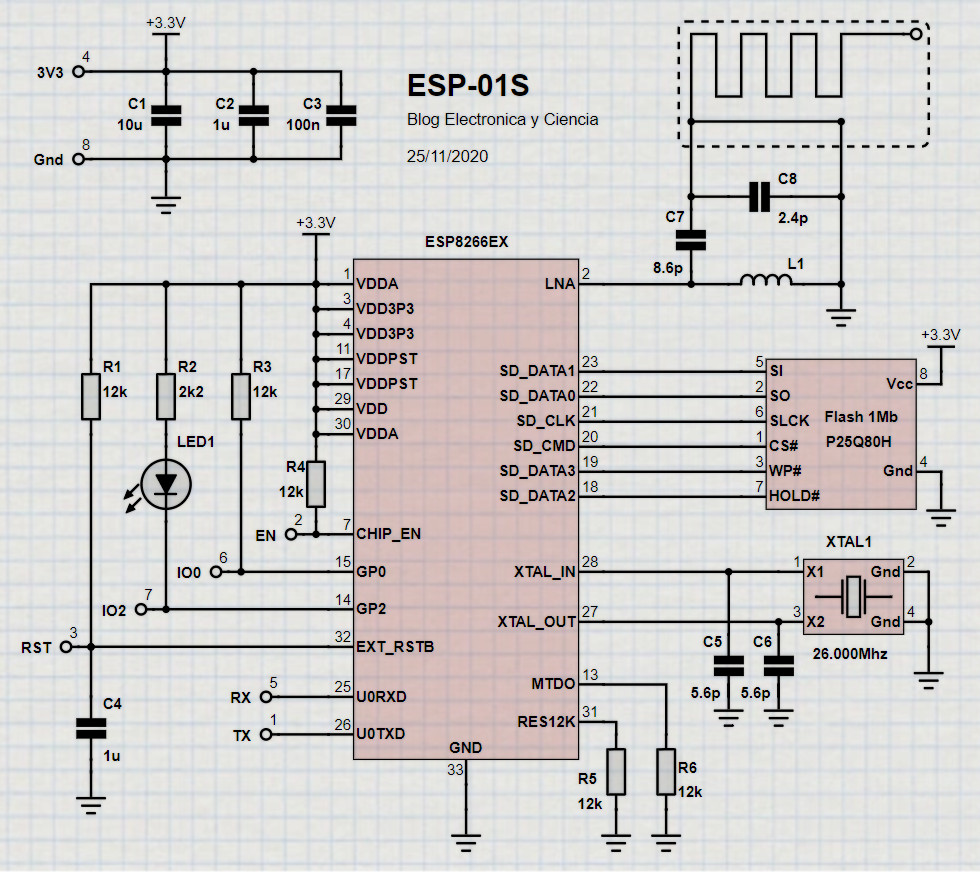 +3.3V
4
3V3
C1
10u
C2
1u
C3
100n
8
Gnd
ESP-01S
Blog Electronica y Ciencia
25/11/2020
C8
2.4p
C7
8.6p
L1
+3.3V
ESP8266EX
1 VDDA
3 VDD3P3
4 VDD3P3
11 VDDPST
17 VDDPST
29 VDD
30 VDDA
7 CHIP_EN
15 GP0
14 GP2
32 EXT_RSTB
25 U0RXD
26 U0TXD
GND
33
LNA 2
SD_DATA1 23
SD_DATA0 22
SD_CLK 21
SD_CMD 20
SD_DATA3 19
SD_DATA2 18
XTAL_IN 28
XTAL_OUT 27
MTDO 13
RES12K 31
R1
12k
R2
2k2
R3
12k
LED1
R4
12k
EN 2
IO0 6
IO2 7
RST 3
RX 5
TX 1
C4
1u
+3.3V
5 SI
2 SO
6 SLCK
1 CS#
3 WP#
7 HOLD#
Vcc 8
Flash 1Mb
P25Q80H
Gnd 4
XTAL1
1 X1
3 X2
Gnd 2
Gnd 4
26.000Mhz
C5
5.6p
C6
5.6p
R5
12k
R6
12k